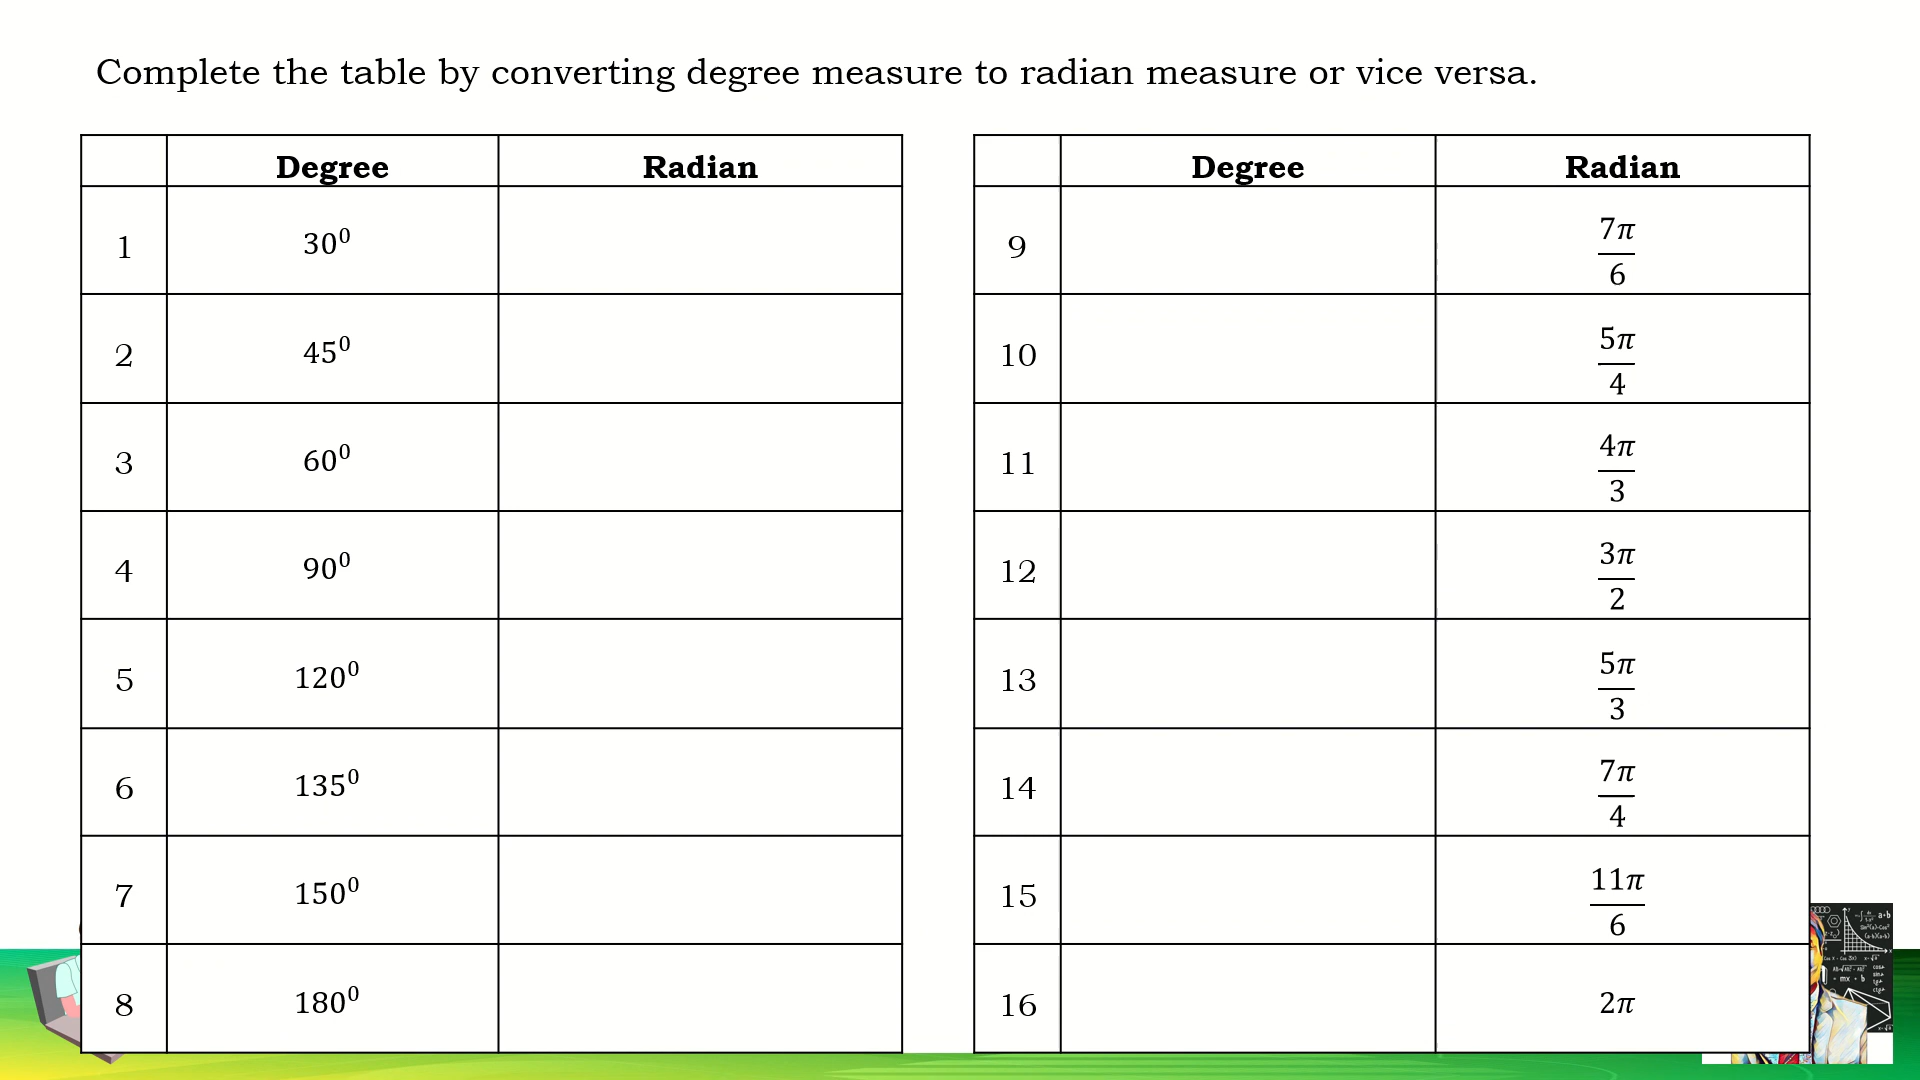 Complete the table by converting degree measure to radian measure or vice versa.
Degree Radian
1 30⁰
2 45⁰
3 60⁰
4 90⁰
5 120⁰
6 135⁰
7 150⁰
8 180⁰
Degree Radian
9 7π/6
10 5π/4
11 4π/3
12 3π/2
13 5π/3
14 7π/4
15 11π/6
16 2π